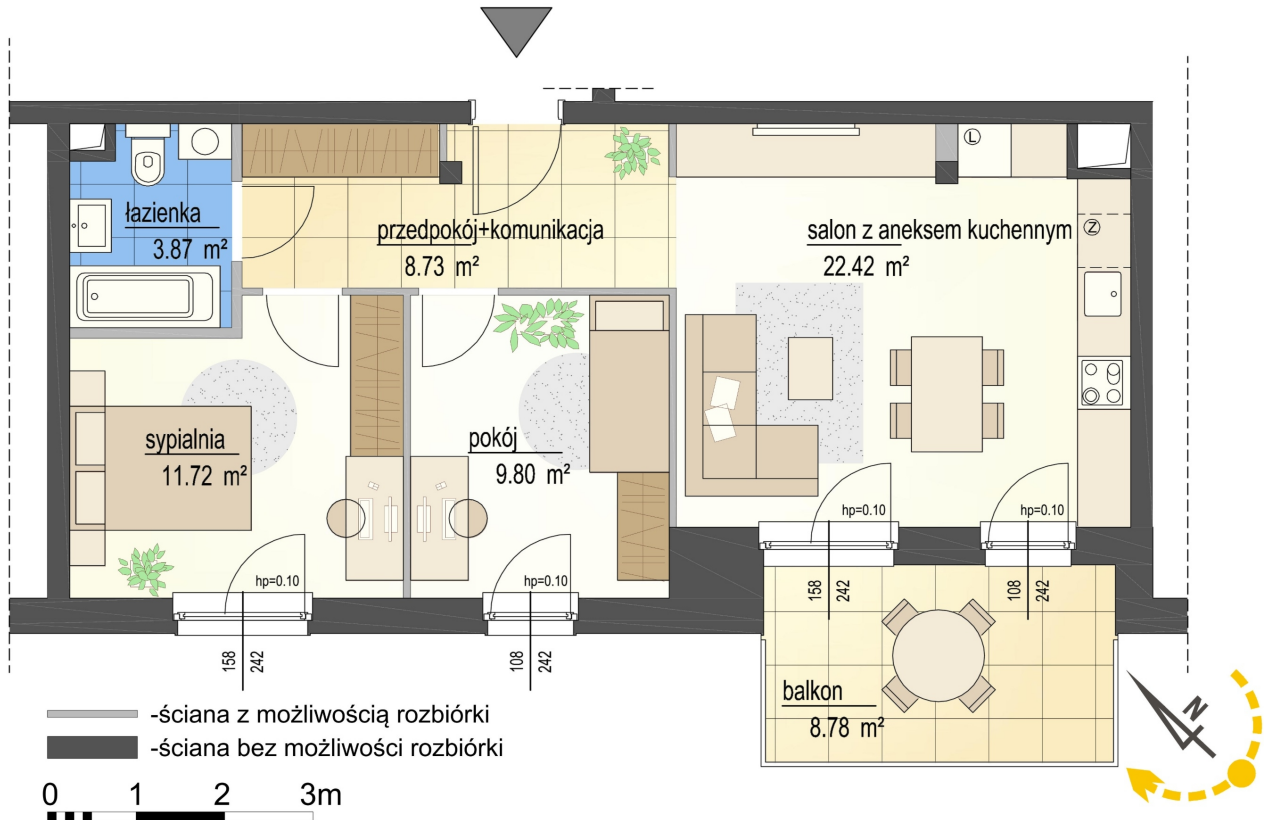 L
łazienka
3.87 m²
przedpokój+komunikacja
8.73 m²
salon z aneksem kuchennym
22.42 m²
Z
sypialnia
11.72 m²
pokój
9.80 m²
hp=0.10
hp=0.10
hp=0.10
hp=0.10
158
242
108
242
158
242
108
242
balkon
8.78 m²
N
-ściana z możliwością rozbiórki
-ściana bez możliwości rozbiórki
0 1 2 3m